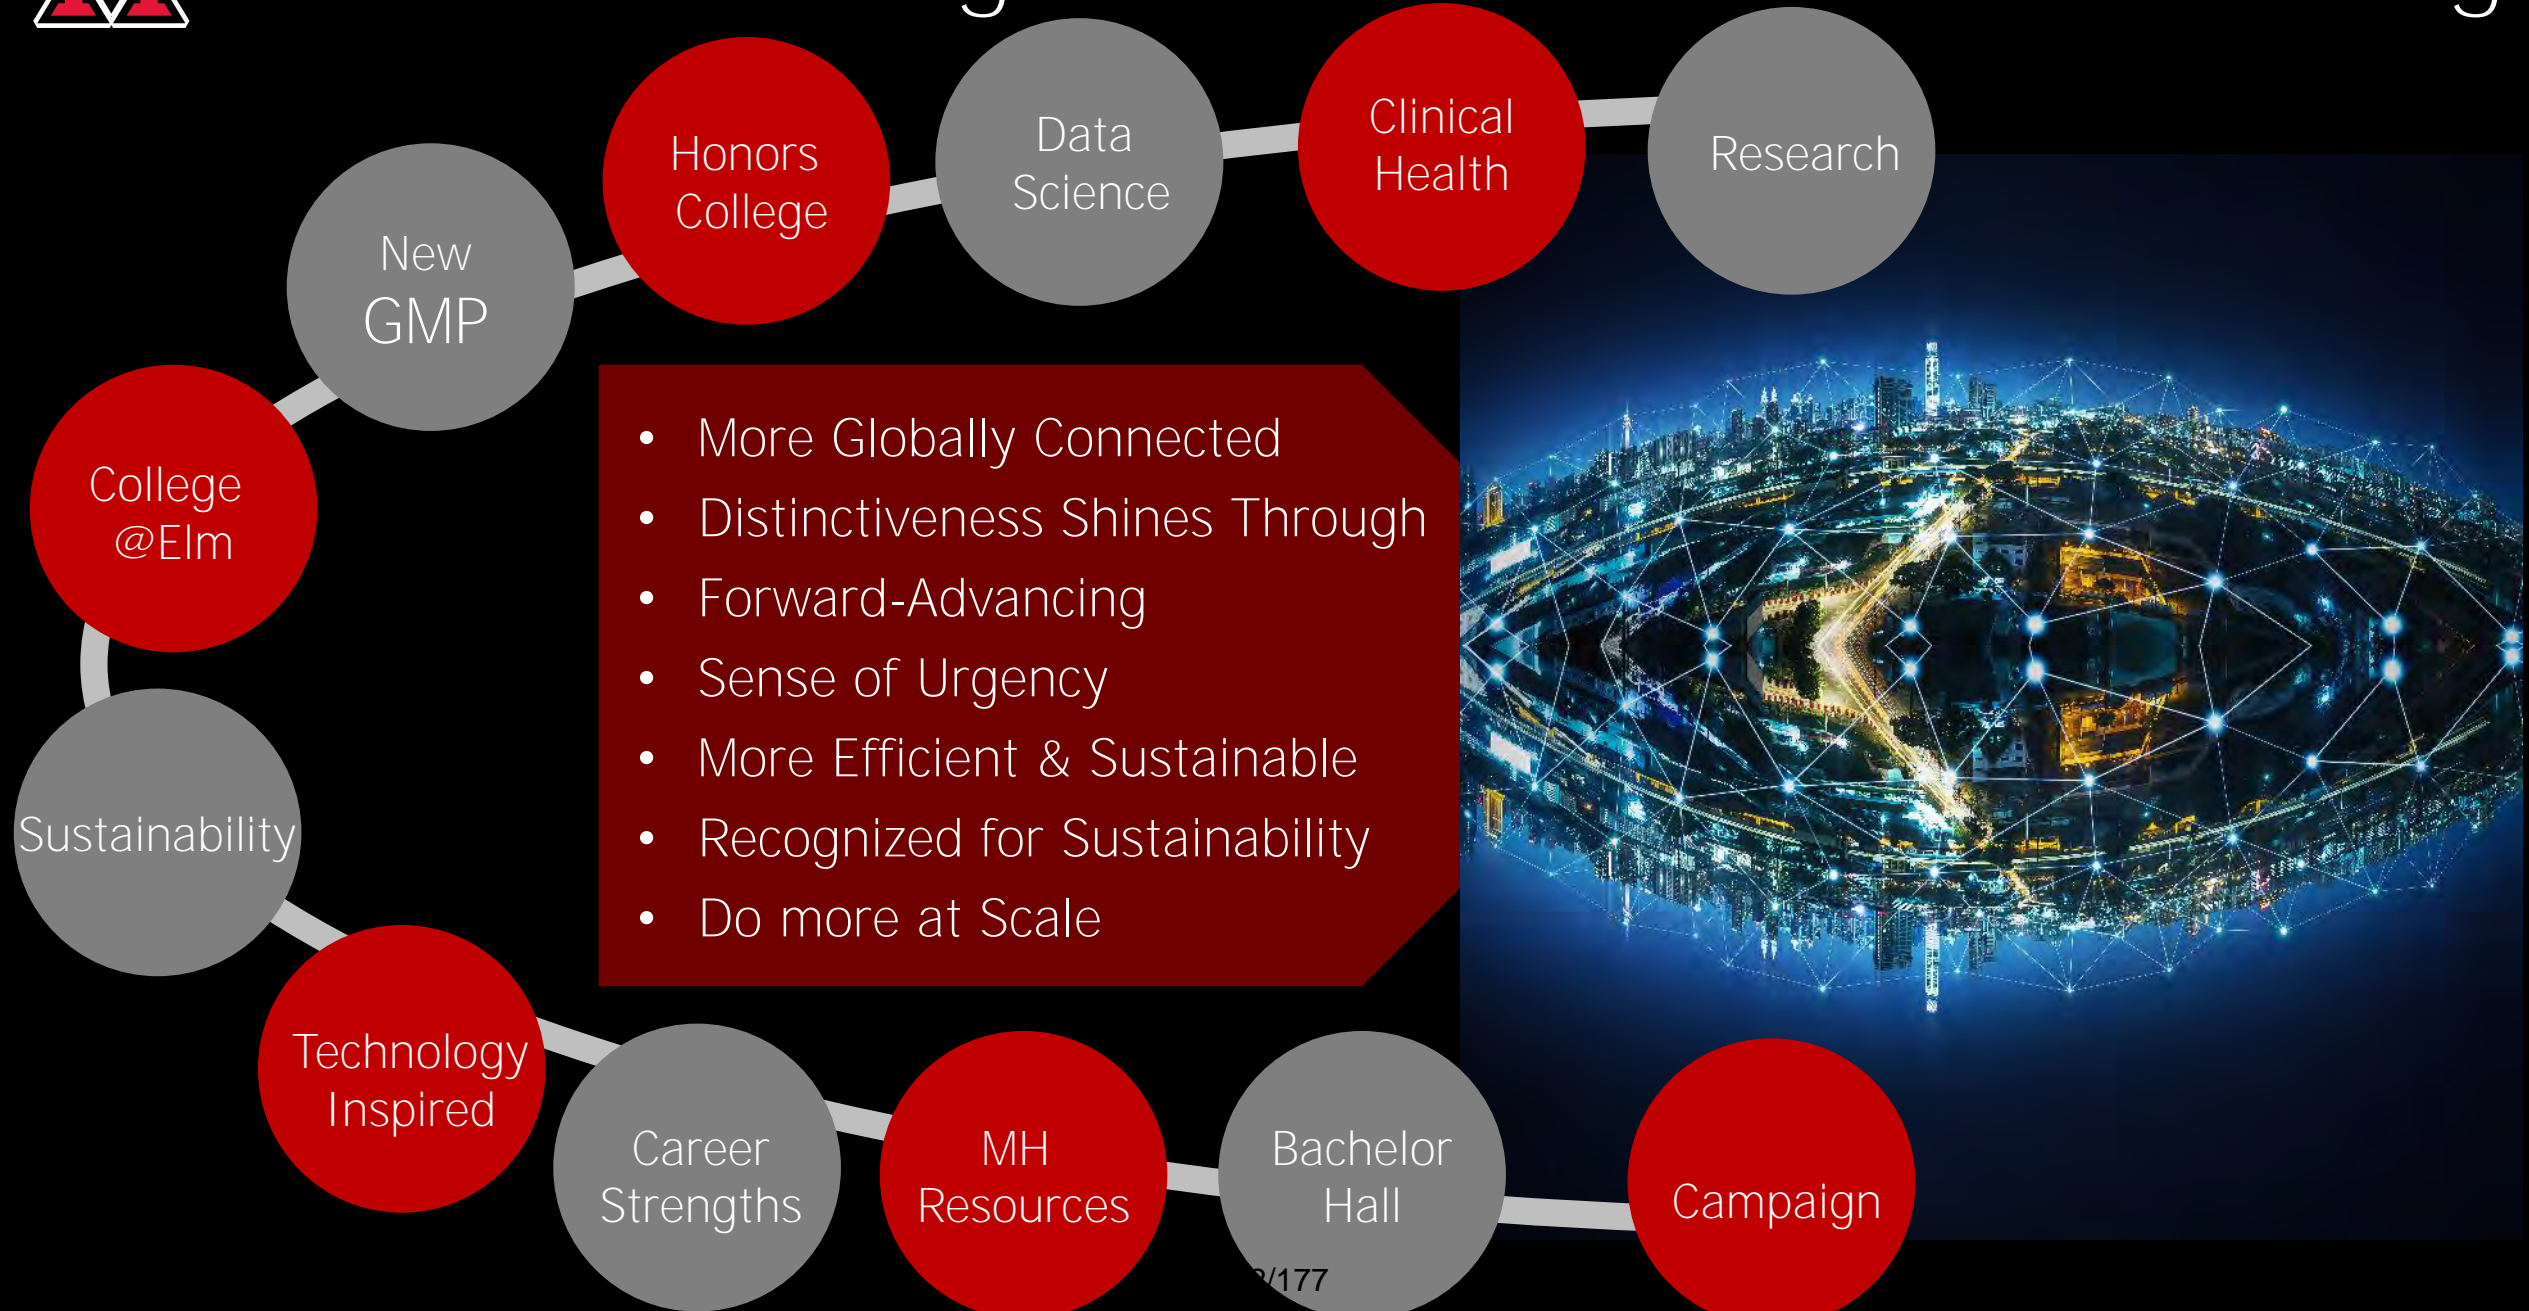 Honors
College
Data
Science
Clinical
Health
Research
New
GMP
College
@Elm
Sustainability
Technology
Inspired
Career
Strengths
MH
Resources
Bachelor
Hall
Campaign
• More Globally Connected
• Distinctiveness Shines Through
• Forward-Advancing
• Sense of Urgency
• More Efficient & Sustainable
• Recognized for Sustainability
• Do more at Scale
/177